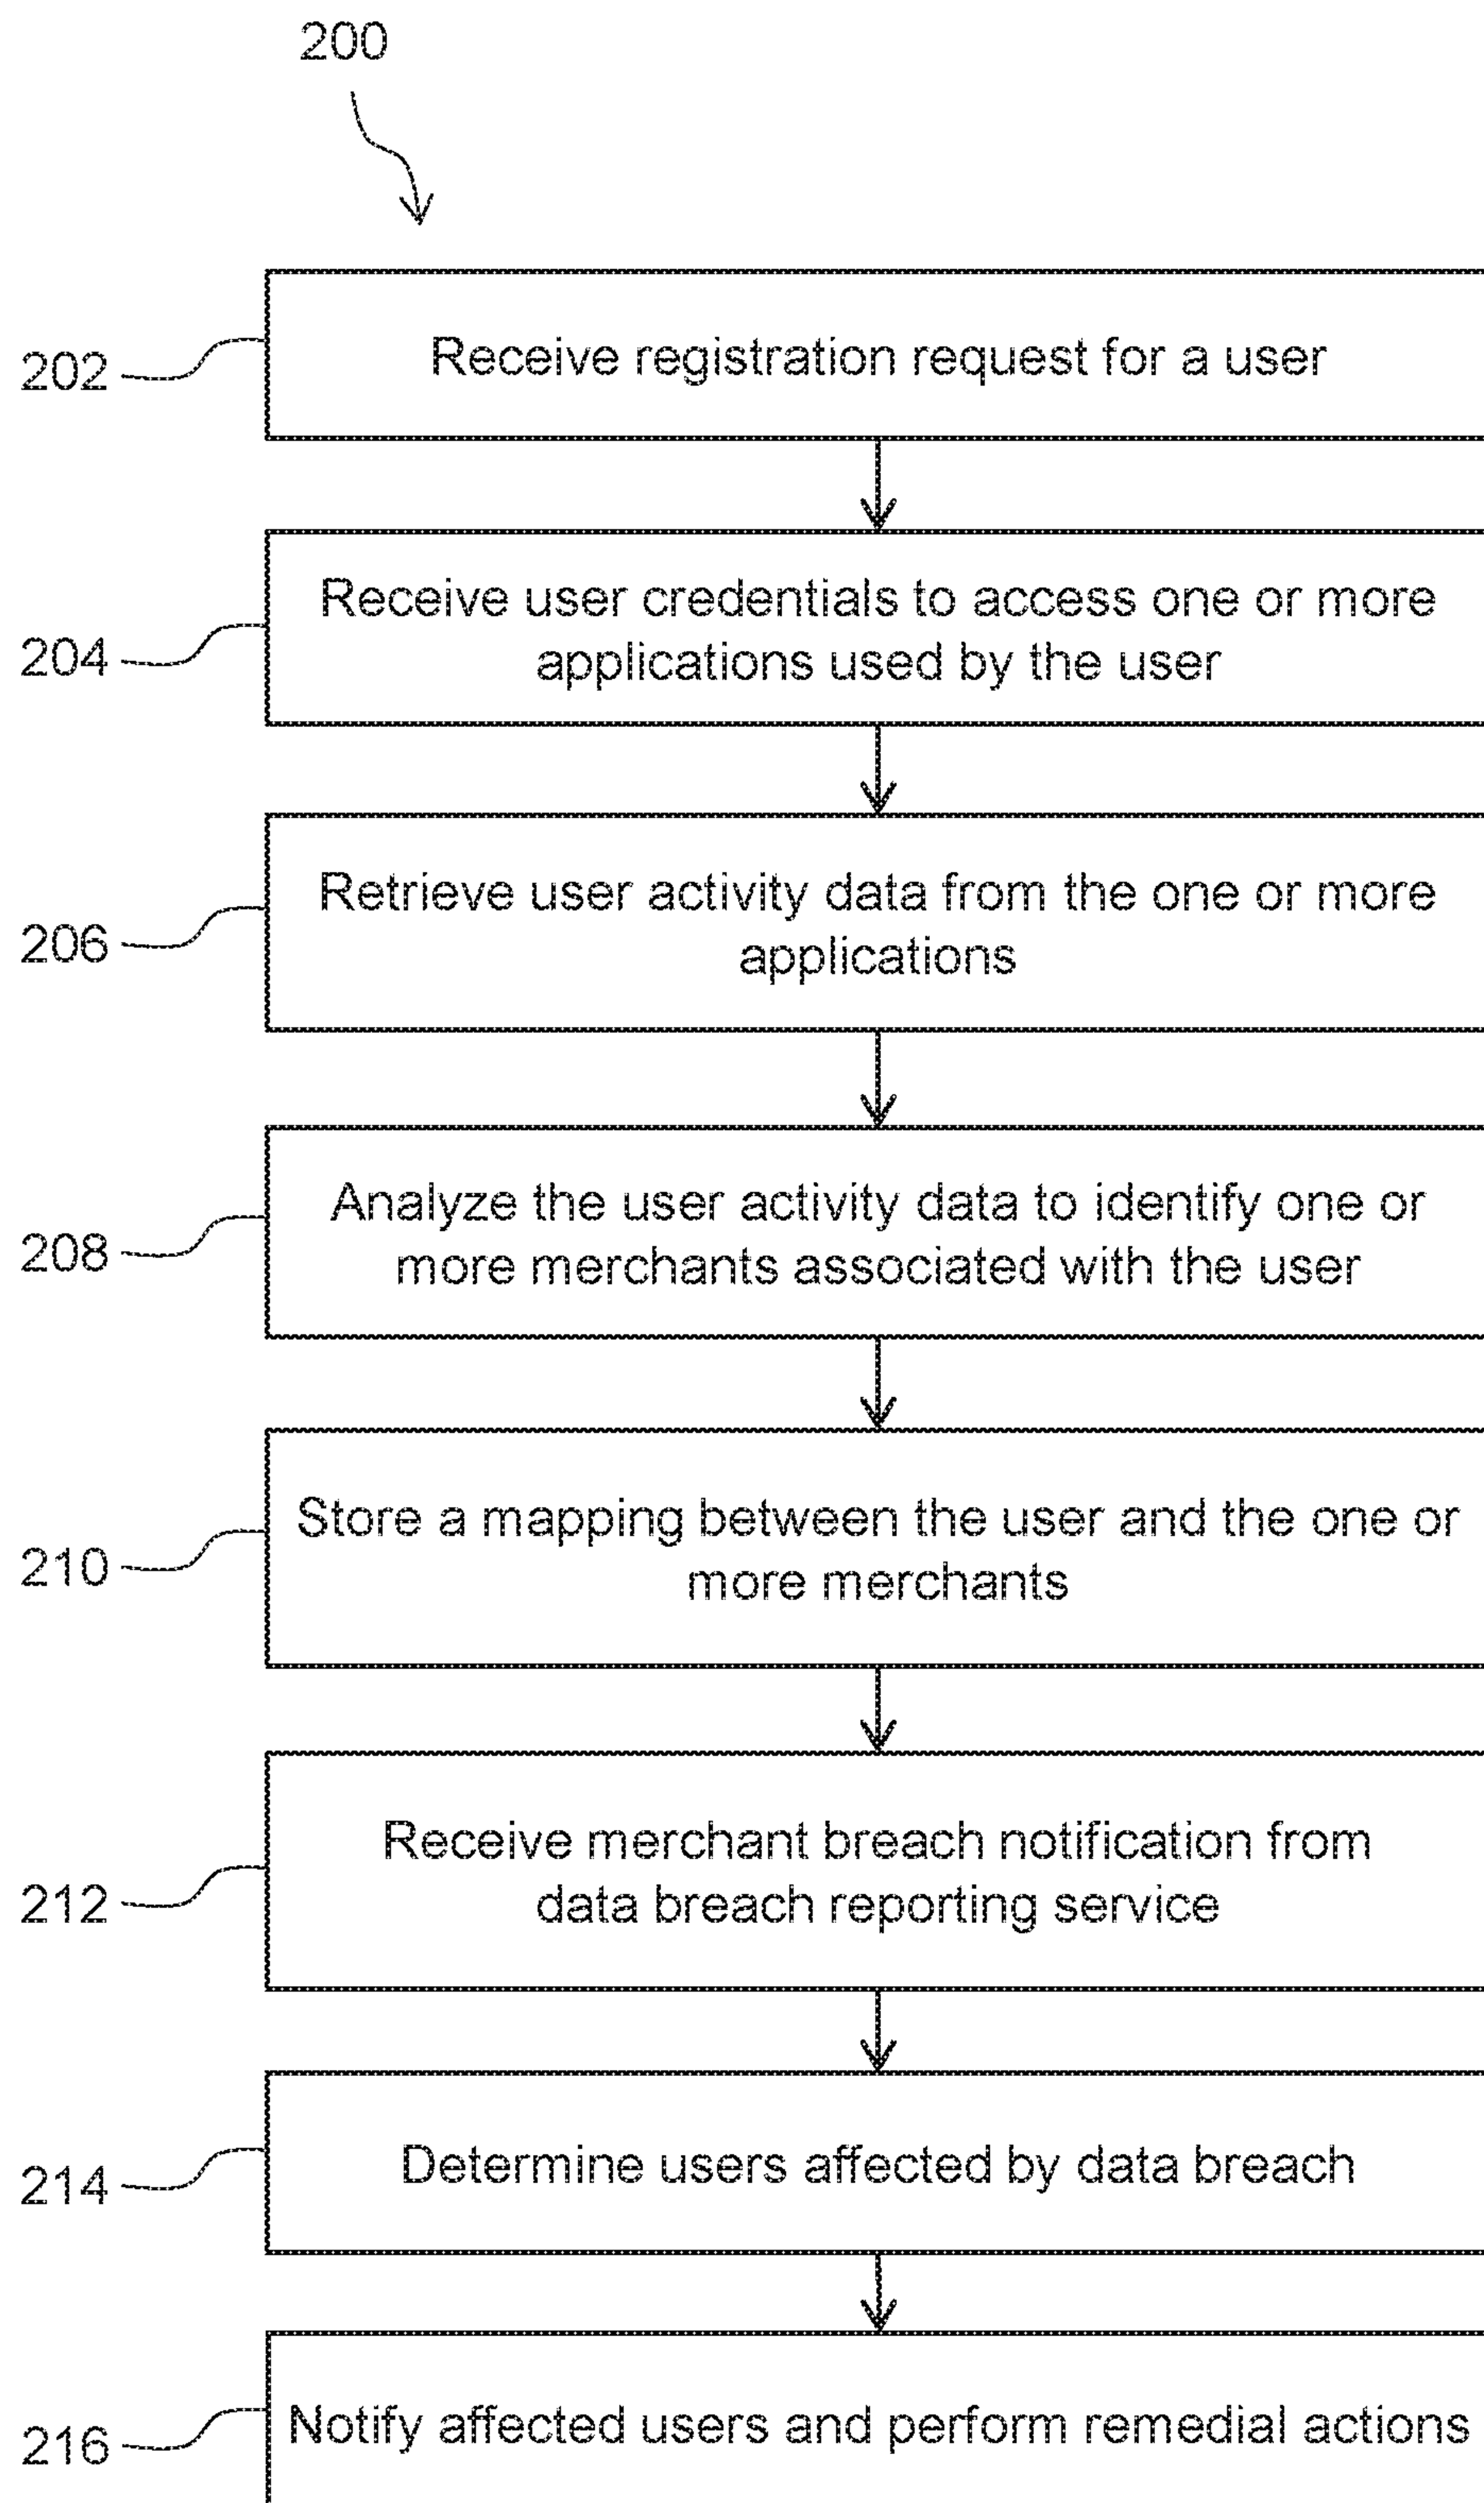 200
202
Receive registration request for a user
204
Receive user credentials to access one or more
applications used by the user
206
Retrieve user activity data from the one or more
applications
208
Analyze the user activity data to identify one or
more merchants associated with the user
210
Store a mapping between the user and the one or
more merchants
212
Receive merchant breach notification from
data breach reporting service
214
Determine users affected by data breach
216
Notify affected users and perform remedial actions